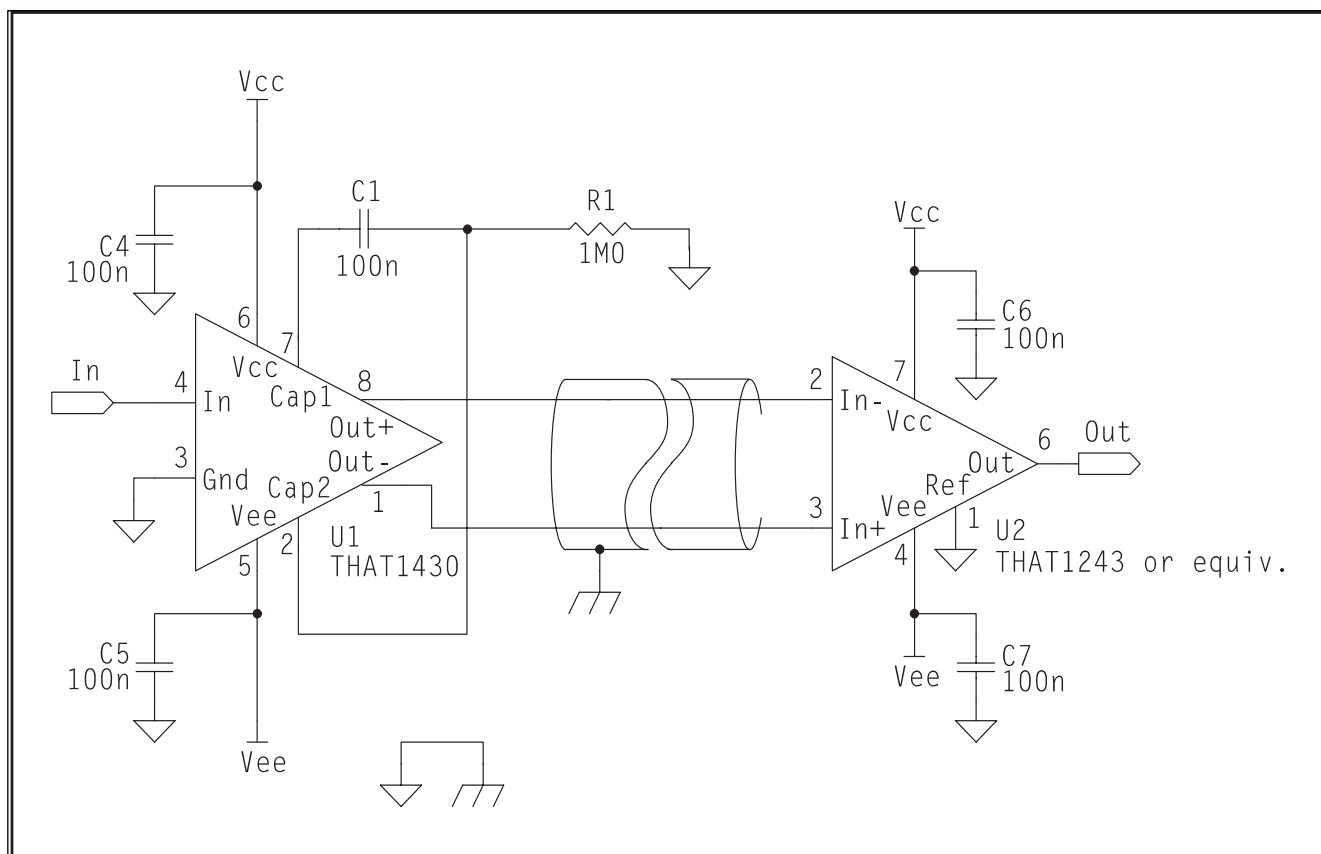 Vcc
C4
100n
C1
100n
R1
1M0
Vcc
C6
100n
6
7
Vcc
Cap1
In
4
In
8
Out+
2
In-
7
Vcc
6
Out
Out
3
Gnd
Out-
Cap2
1
Vee
2
5
U1
THAT1430
3
In+
Ref
Vee
1
4
U2
THAT1243 or equiv.
C5
100n
Vee
Vee
C7
100n